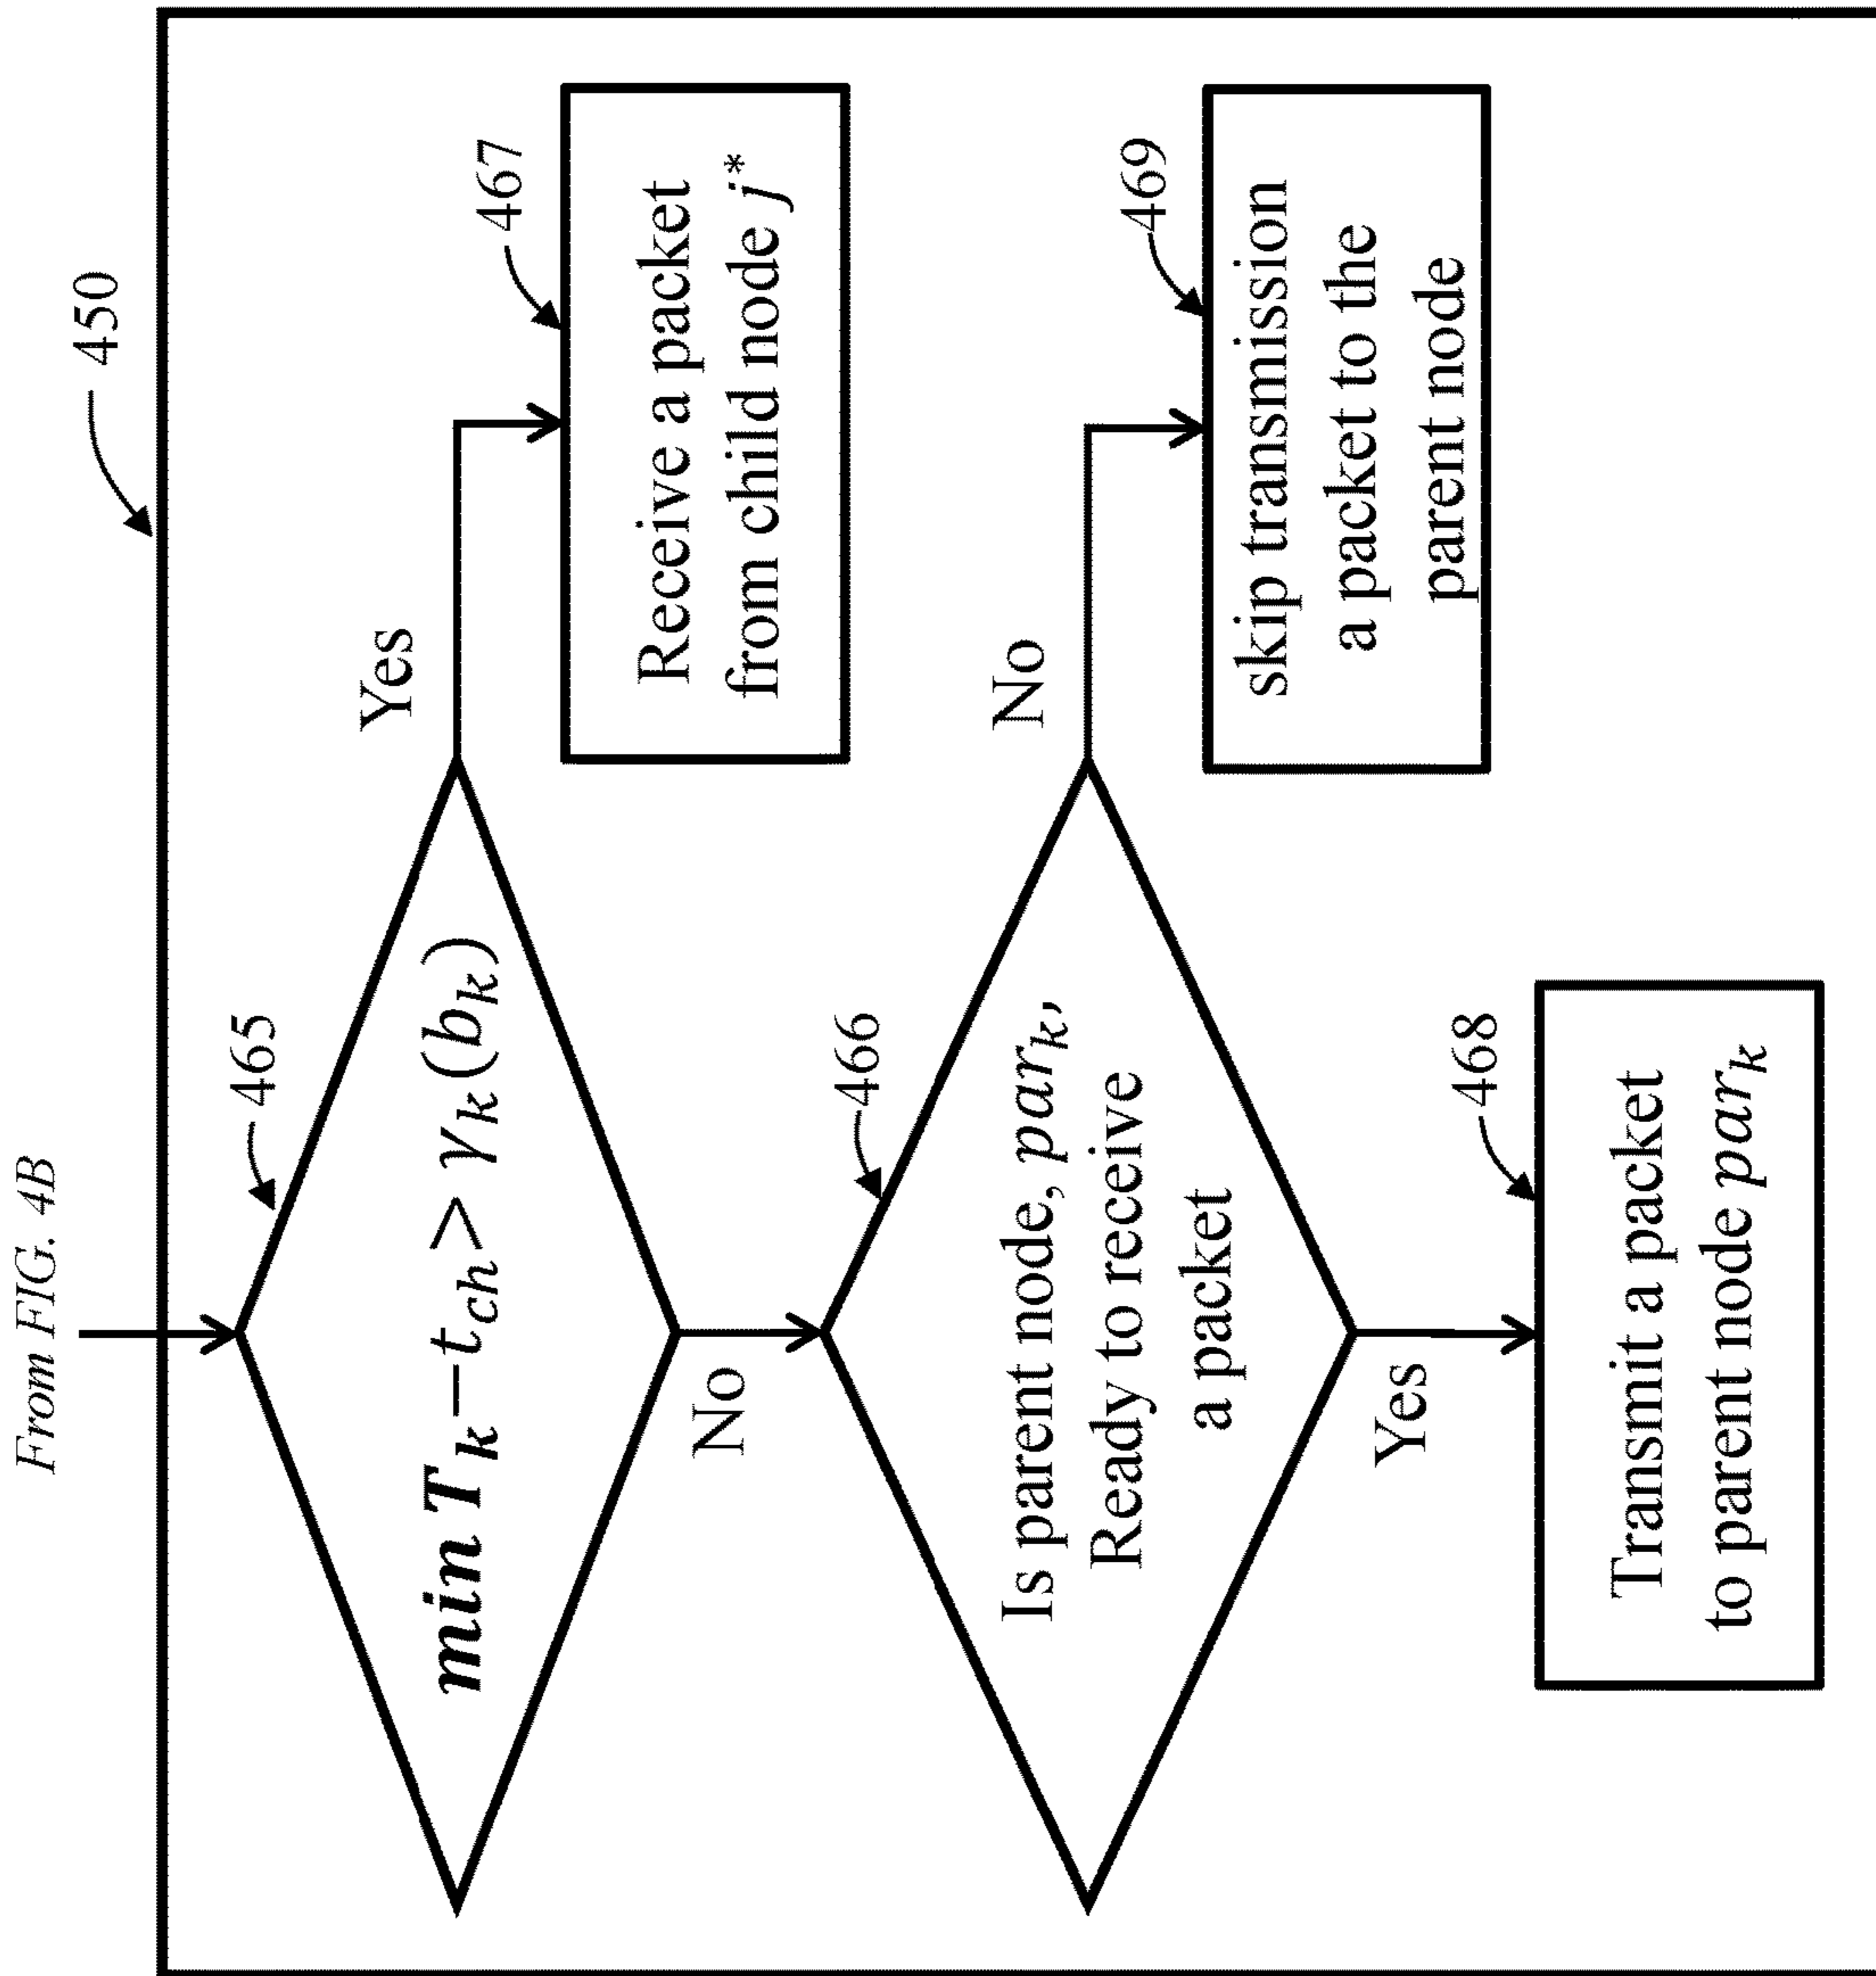 From FIG. 4B
450
465
min T_k − t_ch > γ_k (b_k)
Yes
467
Receive a packet
from child node j*
No
466
Is parent node, par_k,
Ready to receive
a packet
No
469
skip transmission
a packet to the
parent node
Yes
468
Transmit a packet
to parent node par_k